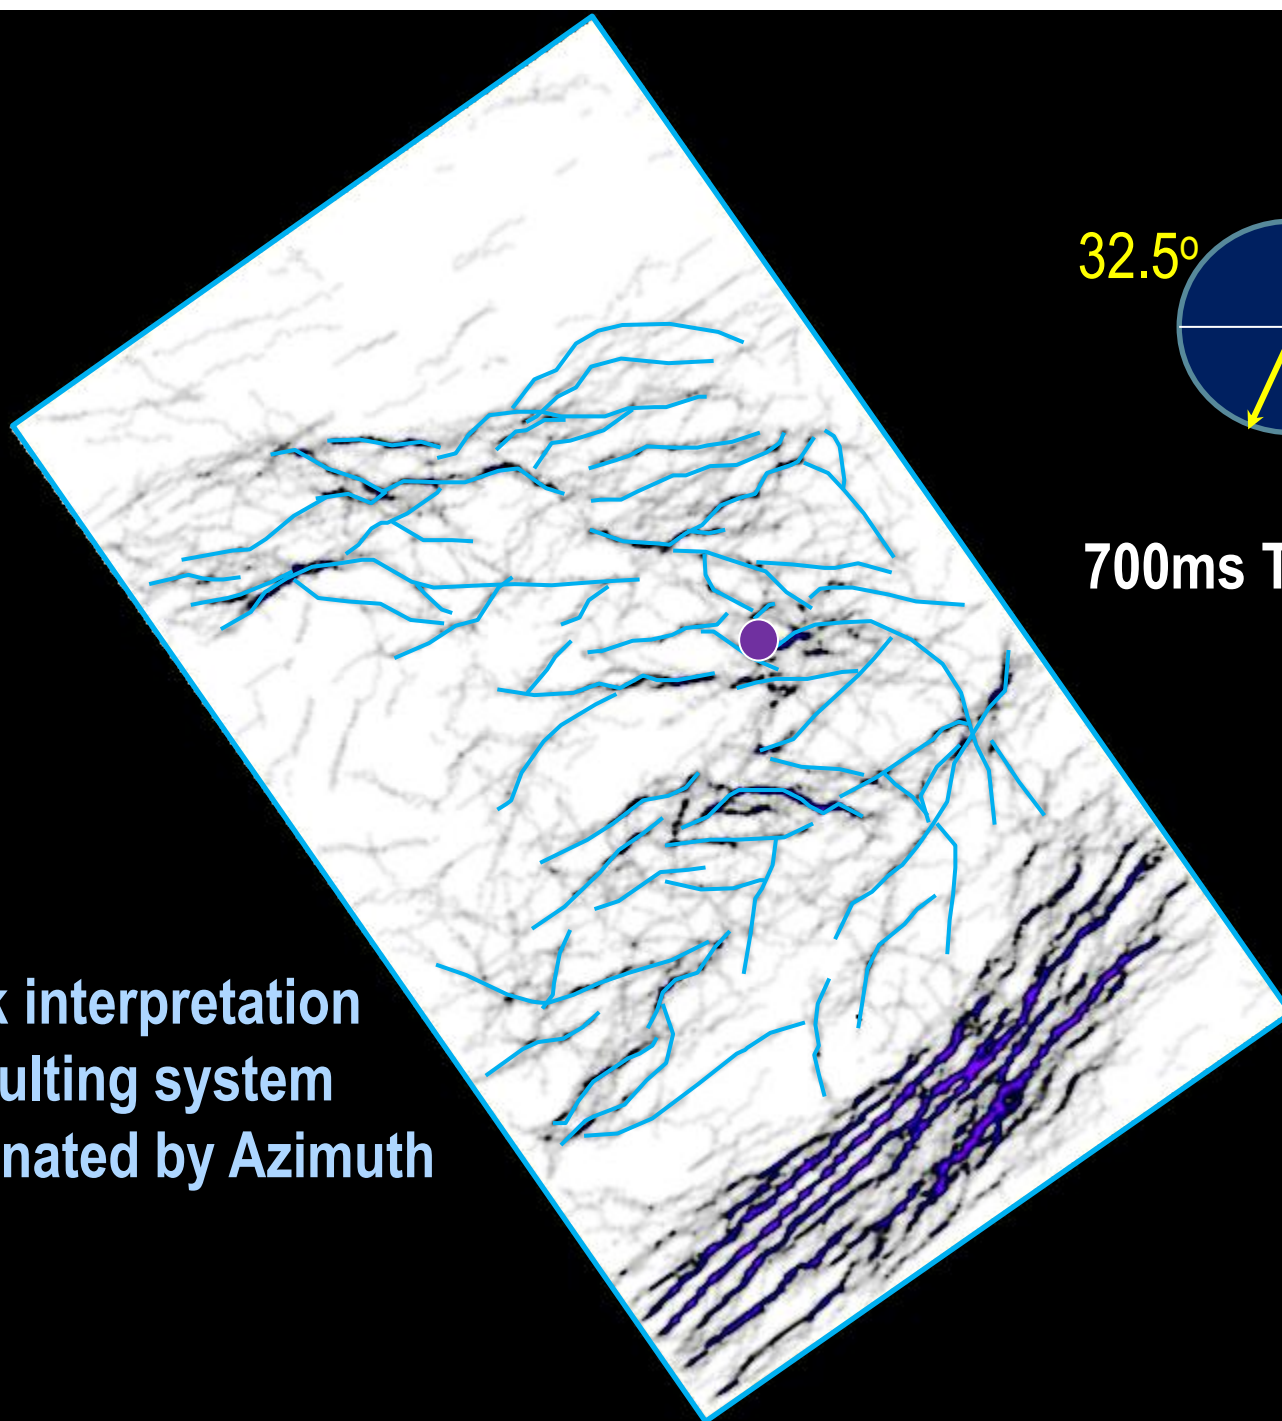 32.5º
700ms T
k interpretation
ulting system
nated by Azimuth